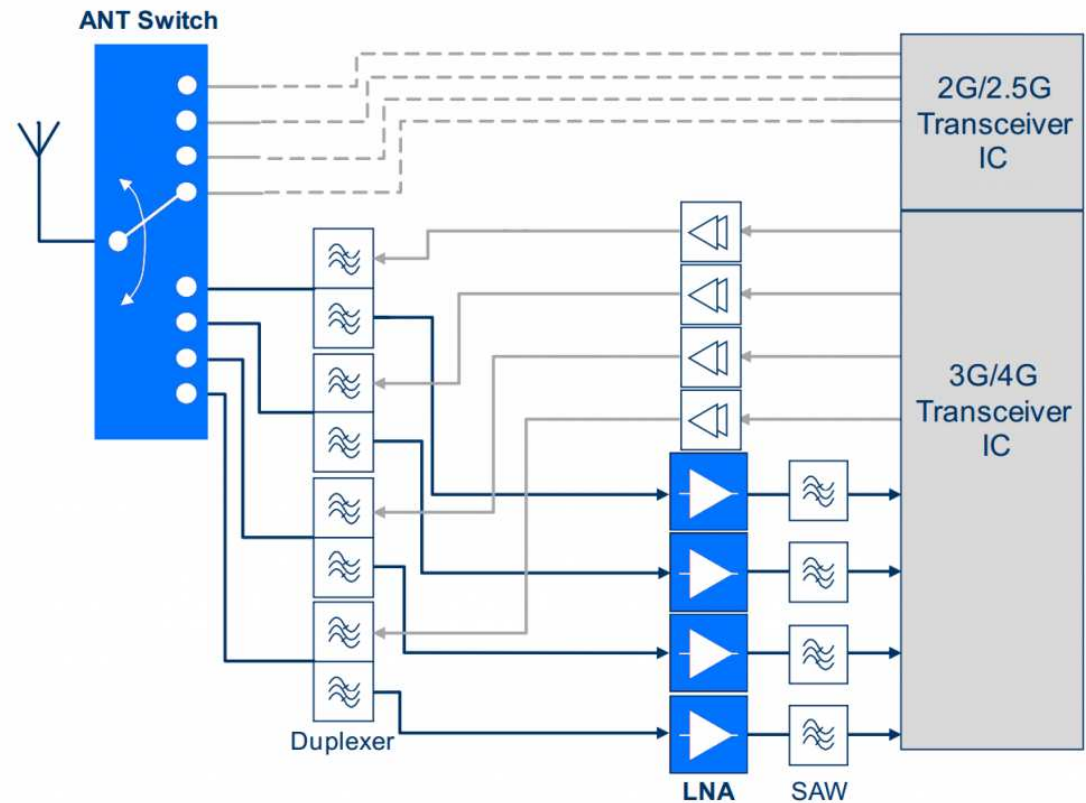 ANT Switch
2G/2.5G
Transceiver
IC
3G/4G
Transceiver
IC
Duplexer
LNA
SAW